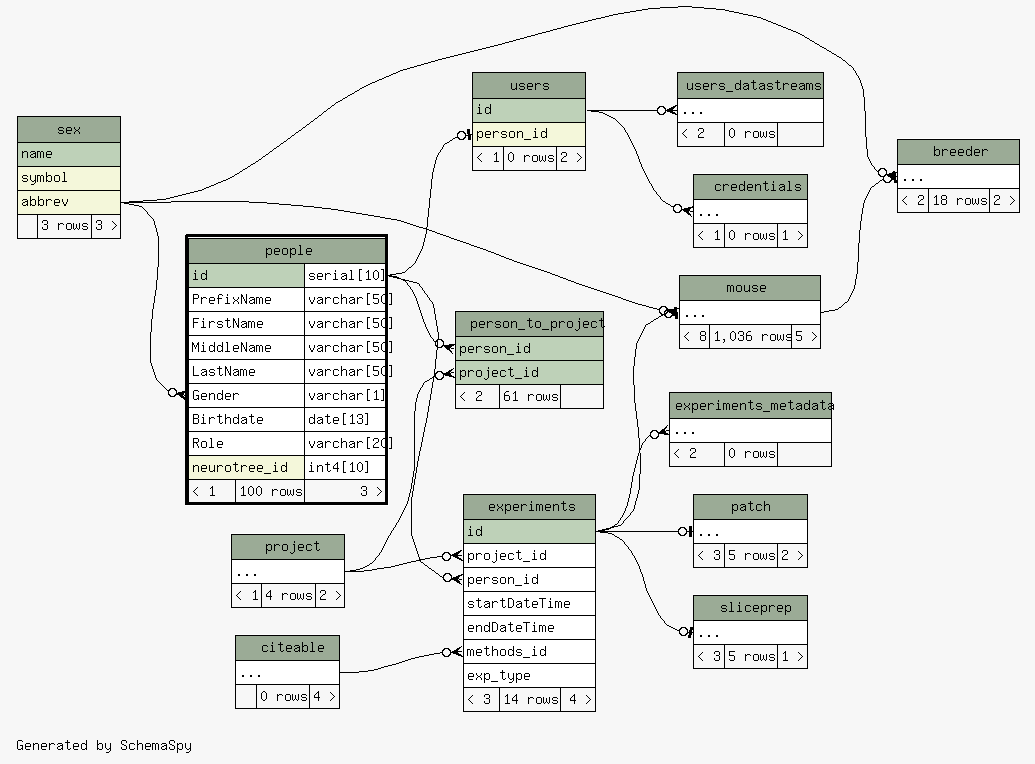 sex
name
symbol
abbrev
3 rows 3 >
people
id serial[10]
PrefixName varchar[50]
FirstName varchar[50]
MiddleName varchar[50]
LastName varchar[50]
Gender varchar[1]
Birthdate date[13]
Role varchar[20]
neurotree_id int4[10]
< 1 100 rows 3 >
users
id
person_id
< 1 0 rows 2 >
users_datastreams
...
< 2 0 rows
credentials
...
< 1 0 rows 1 >
breeder
...
< 2 18 rows 2 >
mouse
...
< 8 1,036 rows 5 >
person_to_project
person_id
project_id
< 2 61 rows
experiments_metadata
...
< 2 0 rows
experiments
id
project_id
person_id
startDateTime
endDateTime
methods_id
exp_type
< 3 14 rows 4 >
patch
...
< 3 5 rows 2 >
sliceprep
...
< 3 5 rows 1 >
project
...
< 1 4 rows 2 >
citeable
...
0 rows 4 >
Generated by SchemaSpy